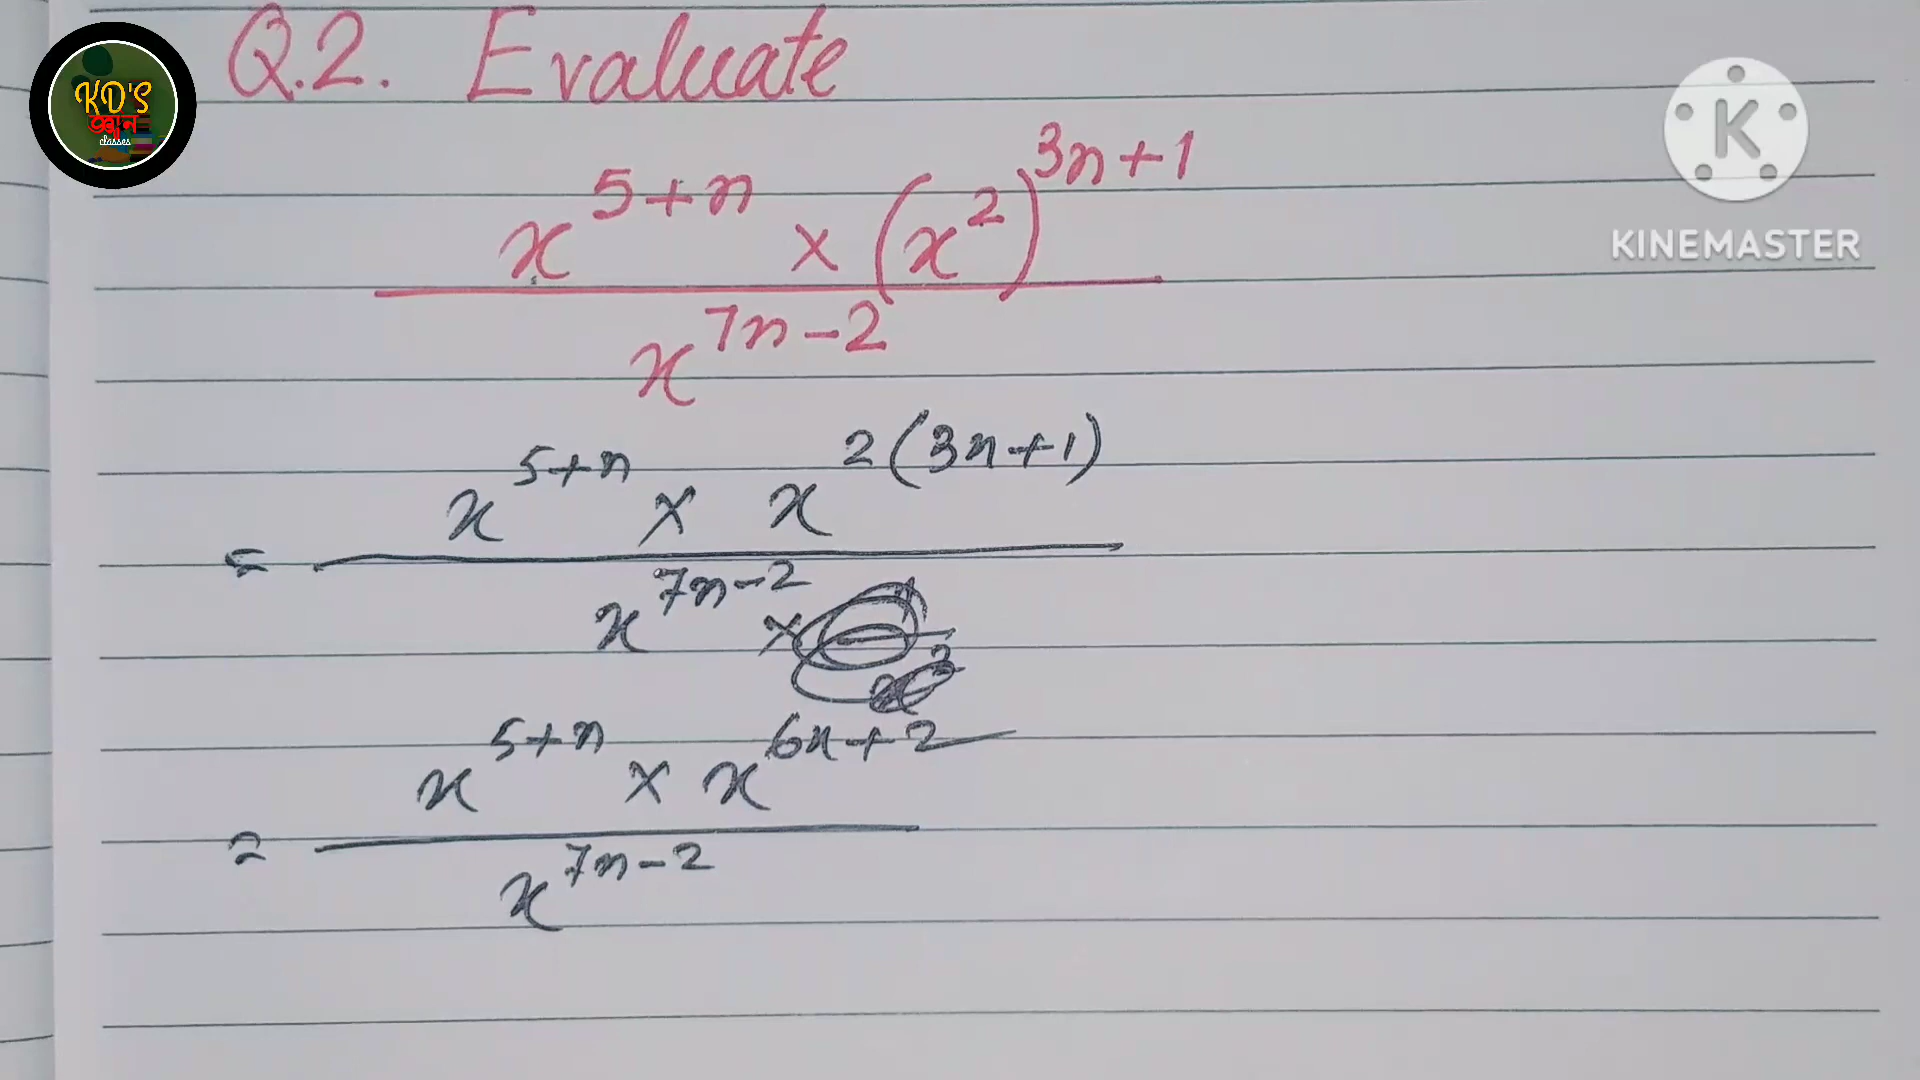 KD'S
ज्ञान
classes
KINEMASTER
Q.2. Evaluate
x^{5+n} × (x^2)^{3n+1}
x^{7n-2}
x^{5+n} × x^{2(3n+1)}
=
x^{7n-2} ×
x^{5+n} × x^{6n+2}
=
x^{7n-2}